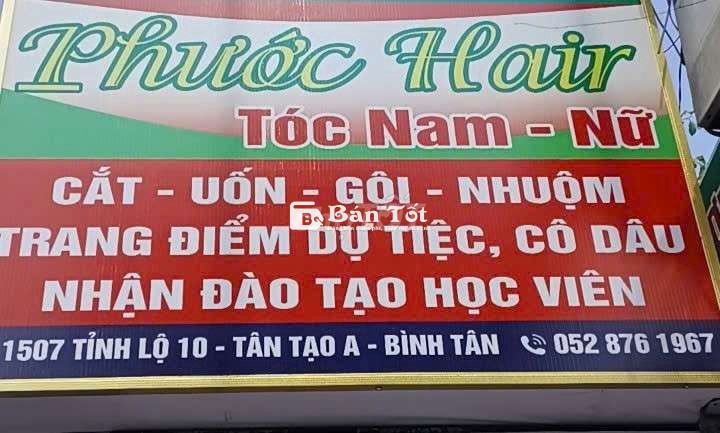 Phước Hair
Tóc Nam - Nữ
CẮT - UỐN - GỘI - NHUỘM
Bán Tốt
TRANG ĐIỂM DỰ TIỆC, CÔ DÂU
NHẬN ĐÀO TẠO HỌC VIÊN
1507 TỈNH LỘ 10 - TÂN TẠO A - BÌNH TÂN 052 876 1967